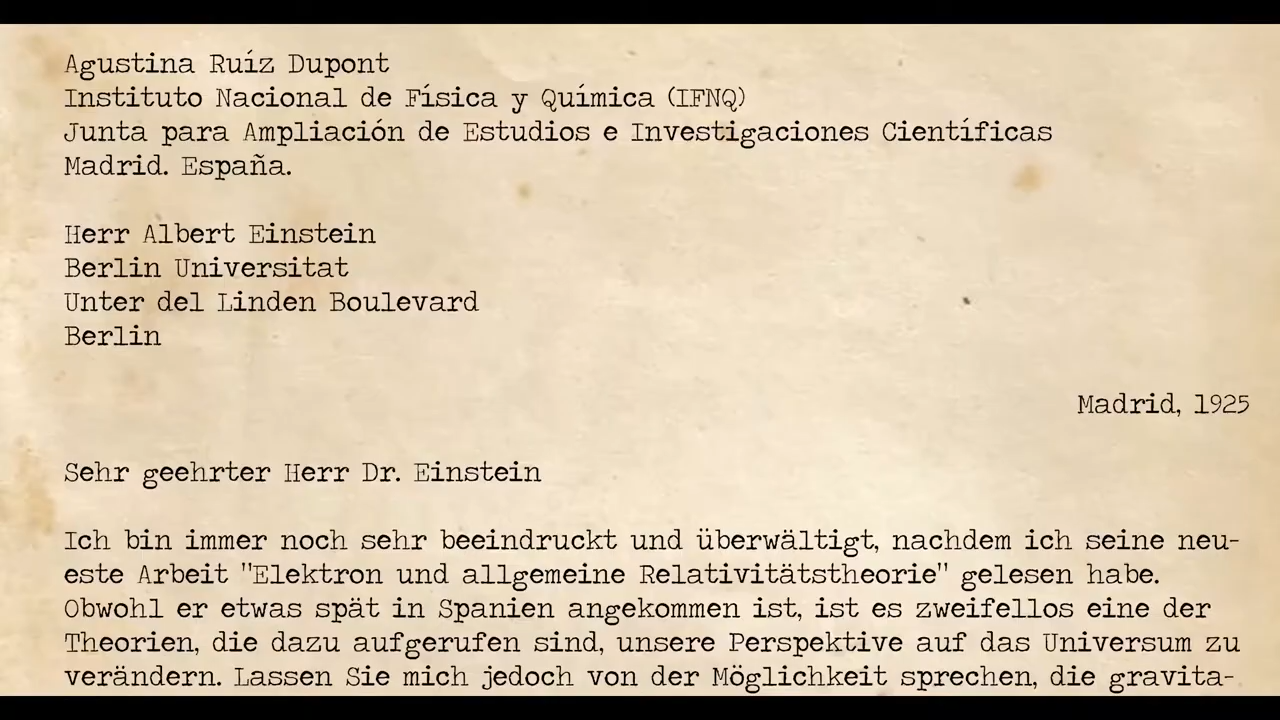 Agustina Ruíz Dupont
Instituto Nacional de Física y Química (IFNQ)
Junta para Ampliación de Estudios e Investigaciones Científicas
Madrid. España.
Herr Albert Einstein
Berlin Universitat
Unter del Linden Boulevard
Berlin
Madrid, 1925
Sehr geehrter Herr Dr. Einstein
Ich bin immer noch sehr beeindruckt und überwältigt, nachdem ich seine neu-
este Arbeit "Elektron und allgemeine Relativitätstheorie" gelesen habe.
Obwohl er etwas spät in Spanien angekommen ist, ist es zweifellos eine der
Theorien, die dazu aufgerufen sind, unsere Perspektive auf das Universum zu
verändern. Lassen Sie mich jedoch von der Möglichkeit sprechen, die gravita-